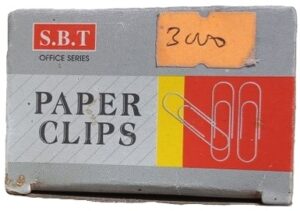 S.B.T
OFFICE SERIES
3000
PAPER
CLIPS